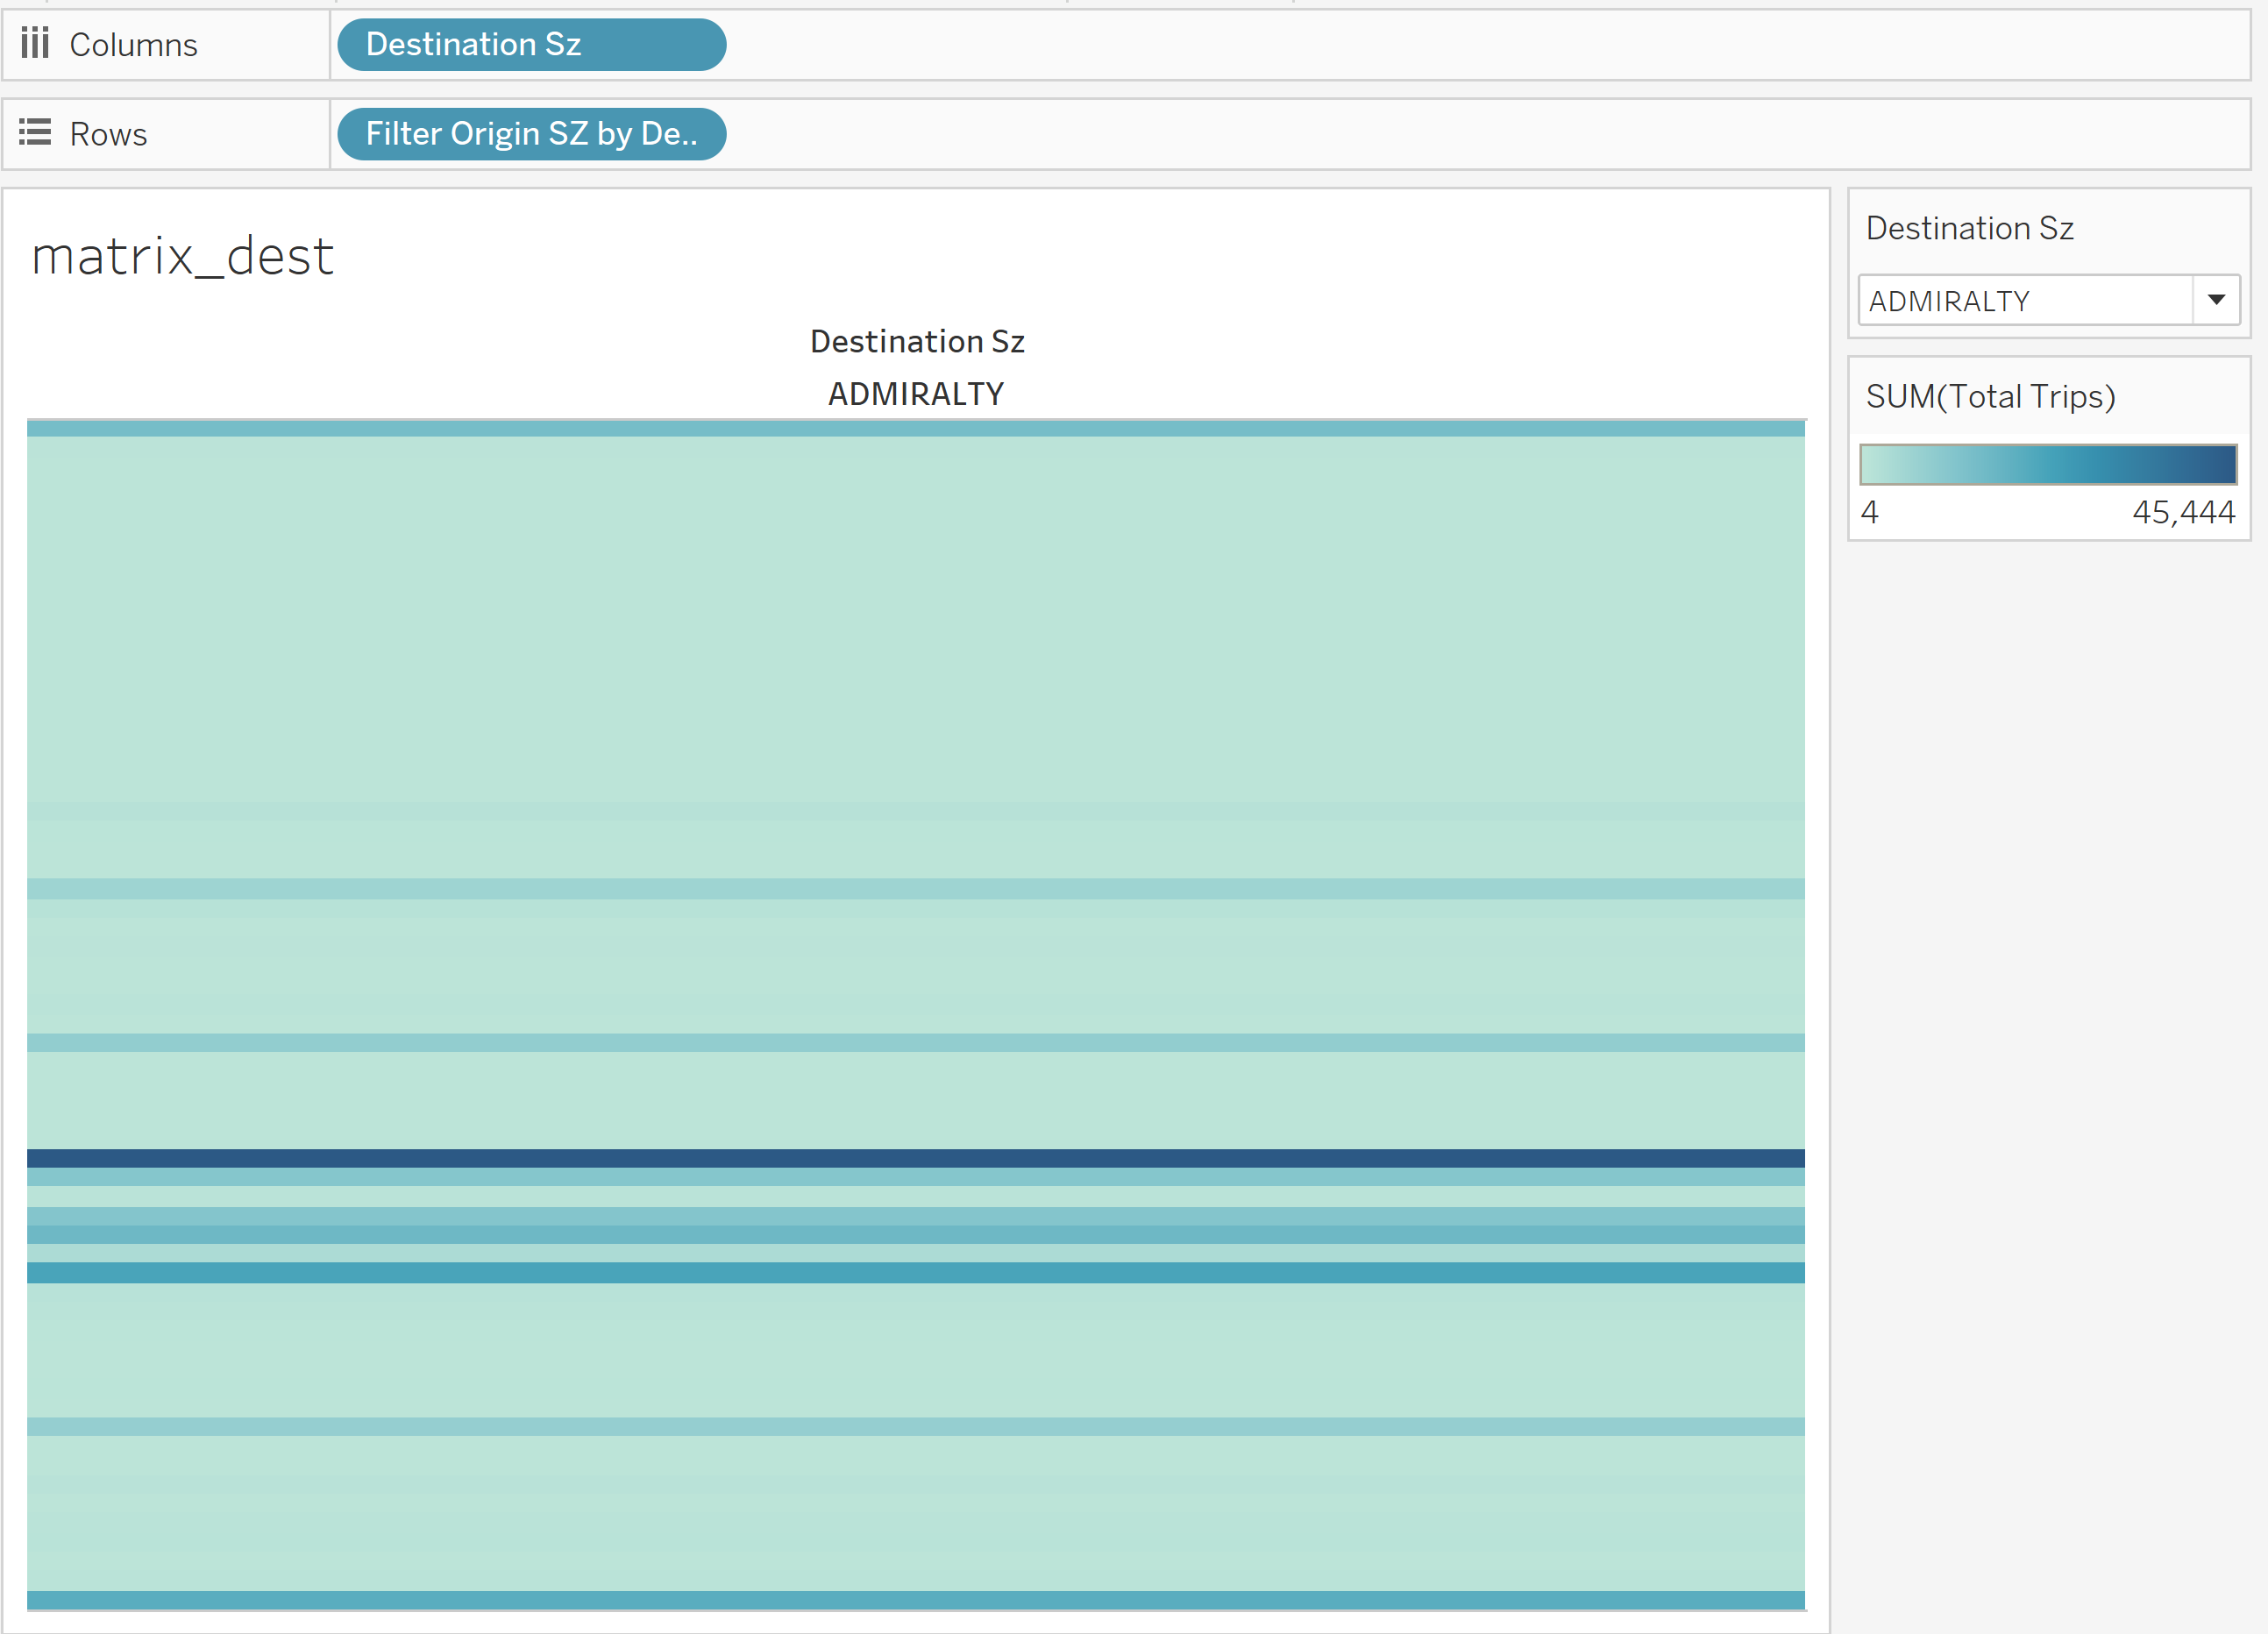 Columns
Destination Sz
Rows
Filter Origin SZ by De..
matrix_dest
Destination Sz
ADMIRALTY
Destination Sz
ADMIRALTY
SUM(Total Trips)
4 45,444